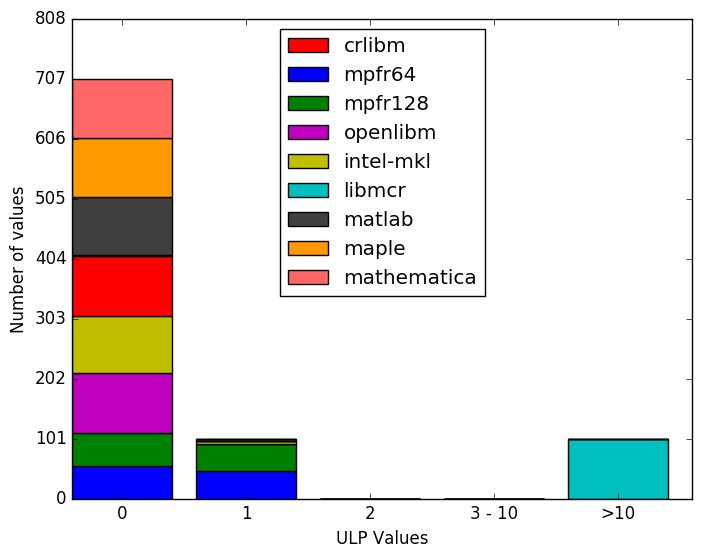 808
707
606
505
404
303
202
101
0
Number of values
crlibm
mpfr64
mpfr128
openlibm
intel-mkl
libmcr
matlab
maple
mathematica
0 1 2 3 - 10 >10
ULP Values